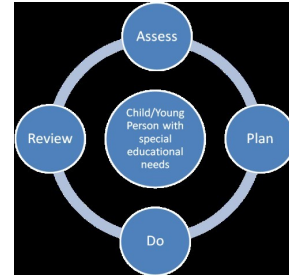 Assess
Child/Young
Person with
special
educational
needs
Review
Plan
Do